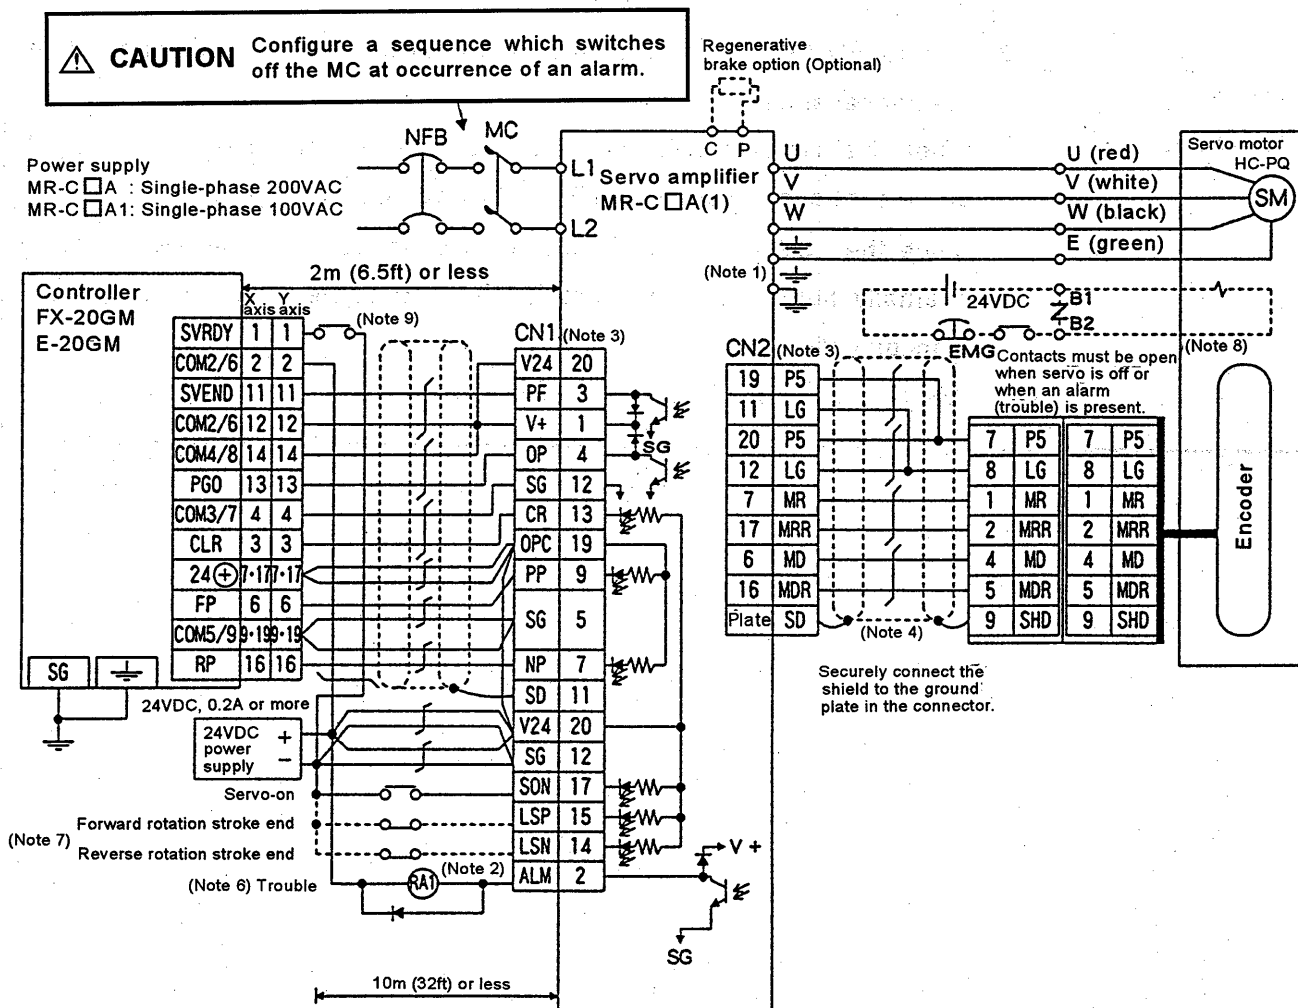 CAUTION
Configure a sequence which switches
off the MC at occurrence of an alarm.
Regenerative
brake option (Optional)
NFB
MC
C P
Power supply
MR-C□A : Single-phase 200VAC
MR-C□A1: Single-phase 100VAC
L1
L2
Servo amplifier
MR-C□A(1)
U
V
W
U (red)
V (white)
W (black)
E (green)
Servo motor
HC-PQ
SM
(Note 1)
2m (6.5ft) or less
Controller
FX-20GM
E-20GM
X axis
Y axis
SVRDY 1 1
COM2/6 2 2
SVEND 11 11
COM2/6 12 12
COM4/8 14 14
PGO 13 13
COM3/7 4 4
CLR 3 3
24+ 7·17 7·17
FP 6 6
COM5/9 9·19 9·19
RP 16 16
SG
(Note 9)
CN1 (Note 3)
V24 20
PF 3
V+ 1
OP 4
SG 12
CR 13
OPC 19
PP 9
SG 5
NP 7
SD 11
V24 20
SG 12
SON 17
LSP 15
LSN 14
ALM 2
SG
24VDC
B1
B2
EMG
(Note 8)
Contacts must be open
when servo is off or
when an alarm
(trouble) is present.
CN2 (Note 3)
19 P5
11 LG
20 P5
12 LG
7 MR
17 MRR
6 MD
16 MDR
Plate SD
(Note 4)
7 P5 7 P5
8 LG 8 LG
1 MR 1 MR
2 MRR 2 MRR
4 MD 4 MD
5 MDR 5 MDR
9 SHD 9 SHD
Encoder
Securely connect the
shield to the ground
plate in the connector.
24VDC, 0.2A or more
24VDC
power
supply
+
−
Servo-on
(Note 7)
Forward rotation stroke end
Reverse rotation stroke end
(Note 6) Trouble
RA1
(Note 2)
V +
SG
10m (32ft) or less